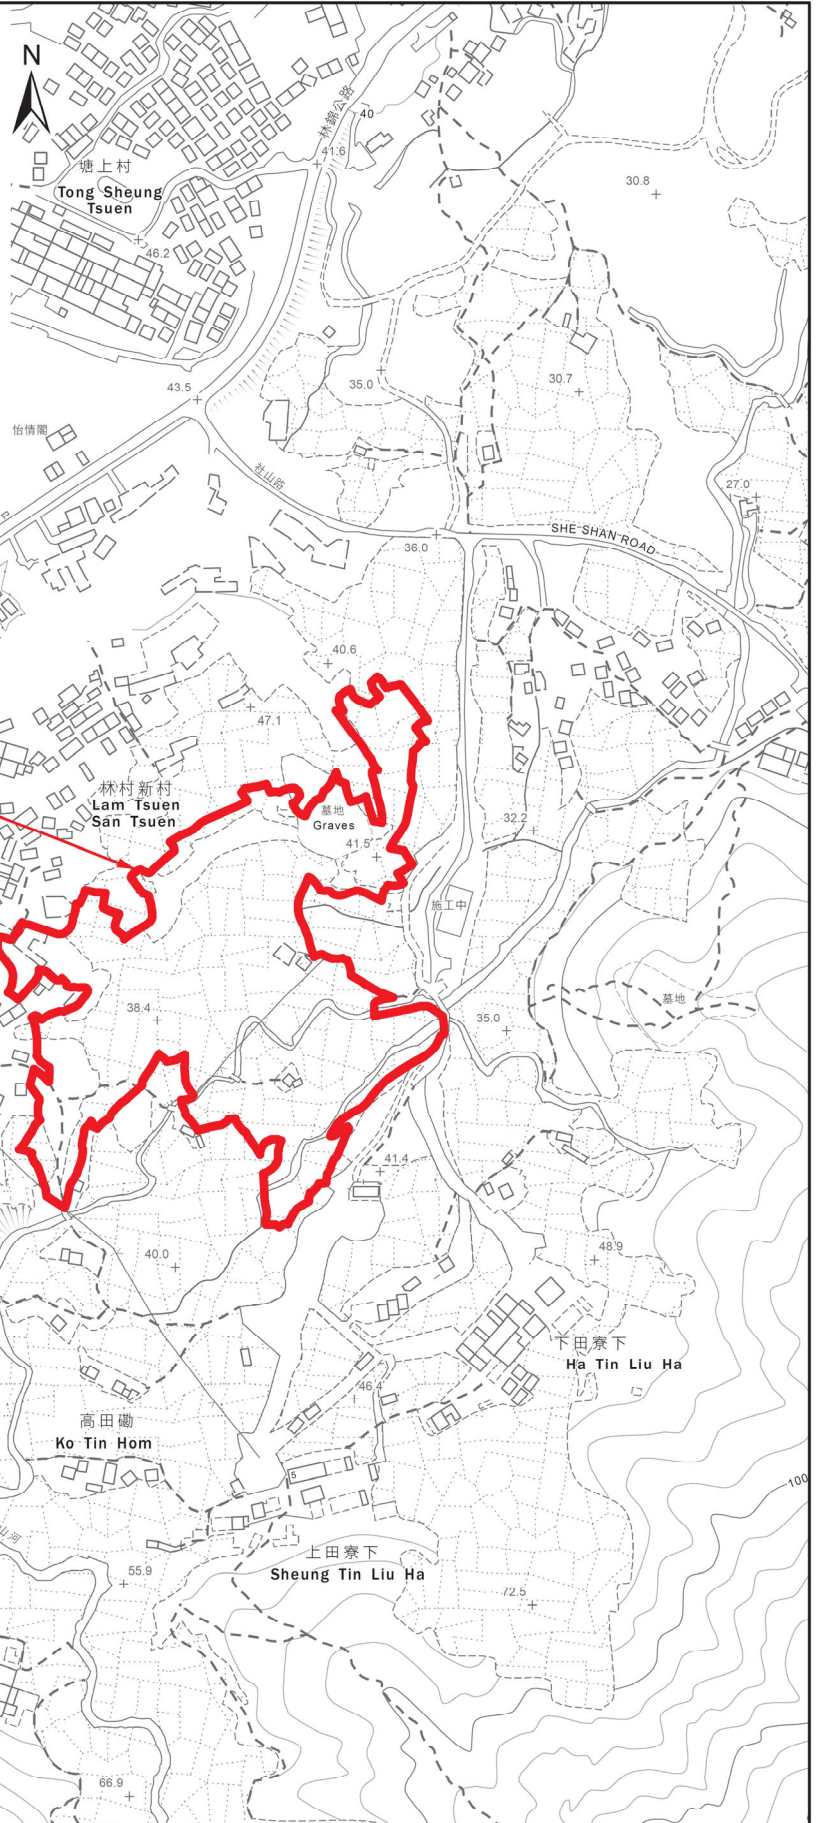 N
林錦公路
40
41.6
塘上村
Tong Sheung
Tsuen
30.8
46.2
43.5
35.0
30.7
怡情閣
社山路
27.0
36.0
SHE SHAN ROAD
40.6
47.1
林村新村
Lam Tsuen
San Tsuen
墓地
Graves
32.2
41.5
施工中
墓地
38.4
35.0
41.4
48.9
40.0
下田寮下
Ha Tin Liu Ha
46.4
高田磡
Ko Tin Hom
5
100
山河
上田寮下
Sheung Tin Liu Ha
55.9
72.5
66.9